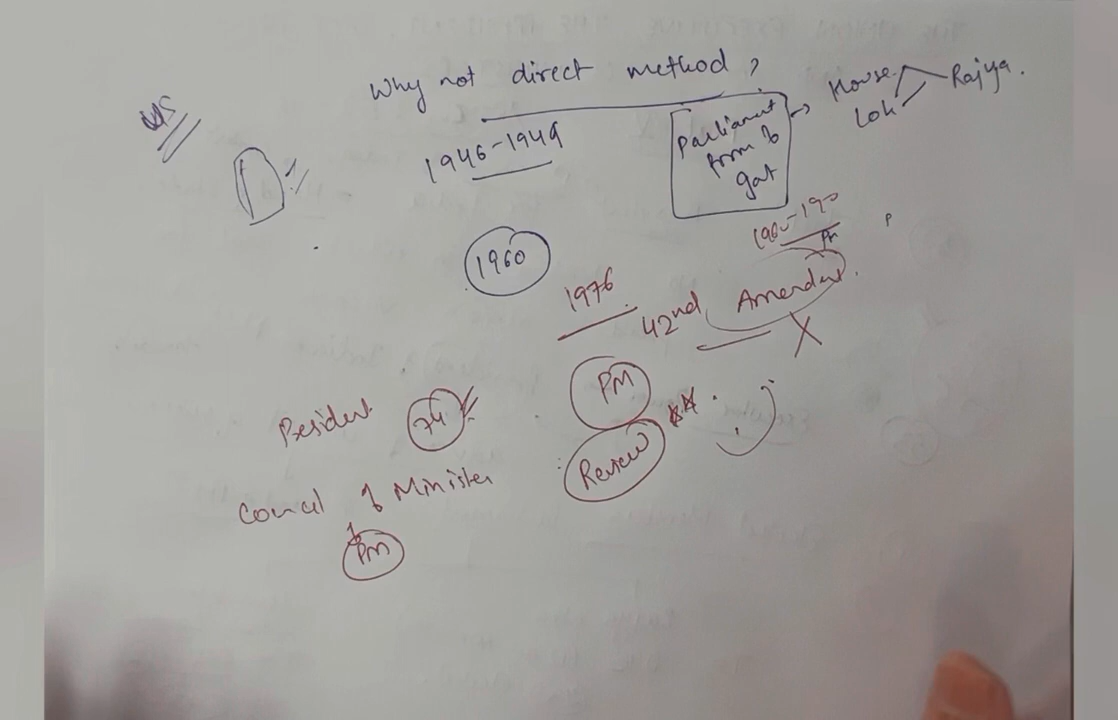 Why not direct method ?
1946-1949
Parliament
form of
govt
House
Lok
Rajya.
1960
1976
42nd Amendment.
PM
Review
President 74
Council of Minister
PM